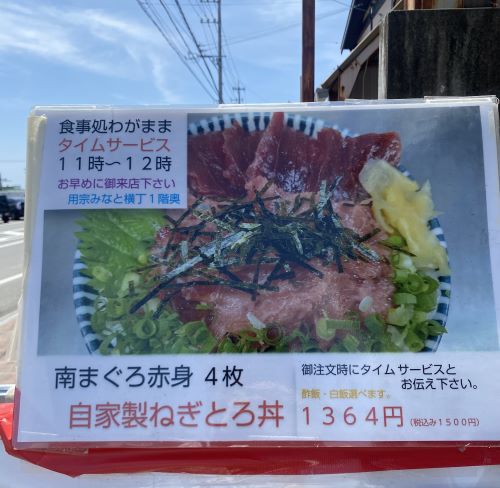 食事処わがまま
タイムサービス
11時〜12時
お早めに御来店下さい
用宗みなと横丁1階奥
南まぐろ赤身 4枚
自家製ねぎとろ丼
御注文時にタイムサービスと
お伝え下さい。
酢飯・白飯選べます。
1364円(税込み1500円)